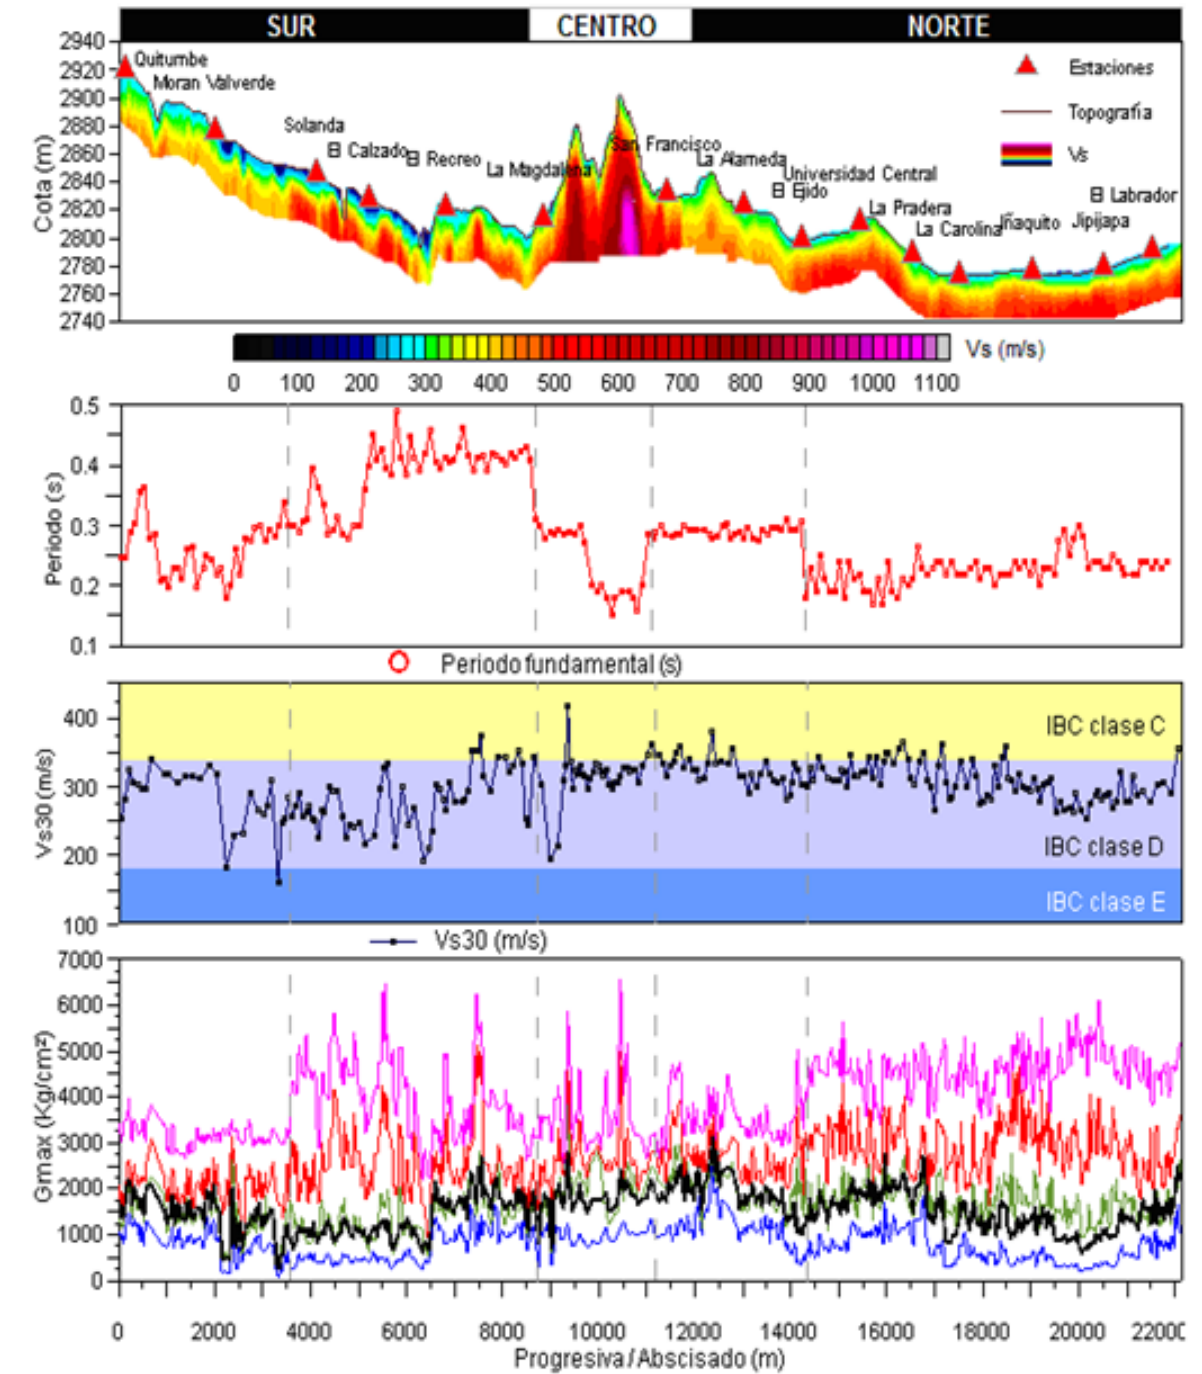 SUR CENTRO NORTE
2940
2920
2900
2880
2860
2840
2820
2800
2780
2760
2740
Cota (m)
Quitumbe
Moran Valverde
Solanda
El Calzado
El Recreo
La Magdalena
San Francisco
La Alameda
El Ejido
Universidad Central
La Pradera
La Carolina
Iñaquito
Jipijapa
El Labrador
Estaciones
Topografía
Vs
0 100 200 300 400 500 600 700 800 900 1000 1100
Vs (m/s)
0.5
0.4
0.3
0.2
0.1
Periodo (s)
Periodo fundamental (s)
400
300
200
100
Vs30 (m/s)
IBC clase C
IBC clase D
IBC clase E
Vs30 (m/s)
7000
6000
5000
4000
3000
2000
1000
0
Gmax (Kg/cm²)
0 2000 4000 6000 8000 10000 12000 14000 16000 18000 20000 2200
Progresiva/Abscisado (m)